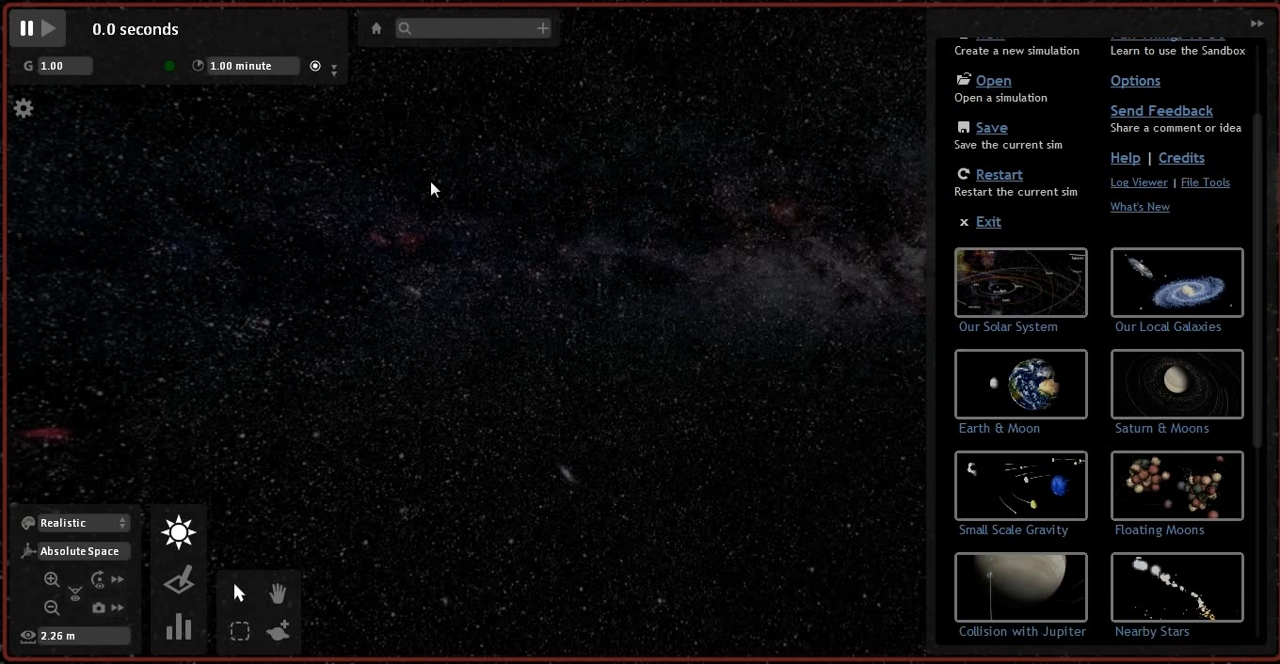 0.0 seconds
G 1.00
1.00 minute
Create a new simulation
Learn to use the Sandbox
Open
Open a simulation
Options
Send Feedback
Share a comment or idea
Save
Save the current sim
Help | Credits
Restart
Restart the current sim
Log Viewer | File Tools
What's New
Exit
Our Solar System
Our Local Galaxies
Earth & Moon
Saturn & Moons
Small Scale Gravity
Floating Moons
Collision with Jupiter
Nearby Stars
Realistic
Absolute Space
2.26 m